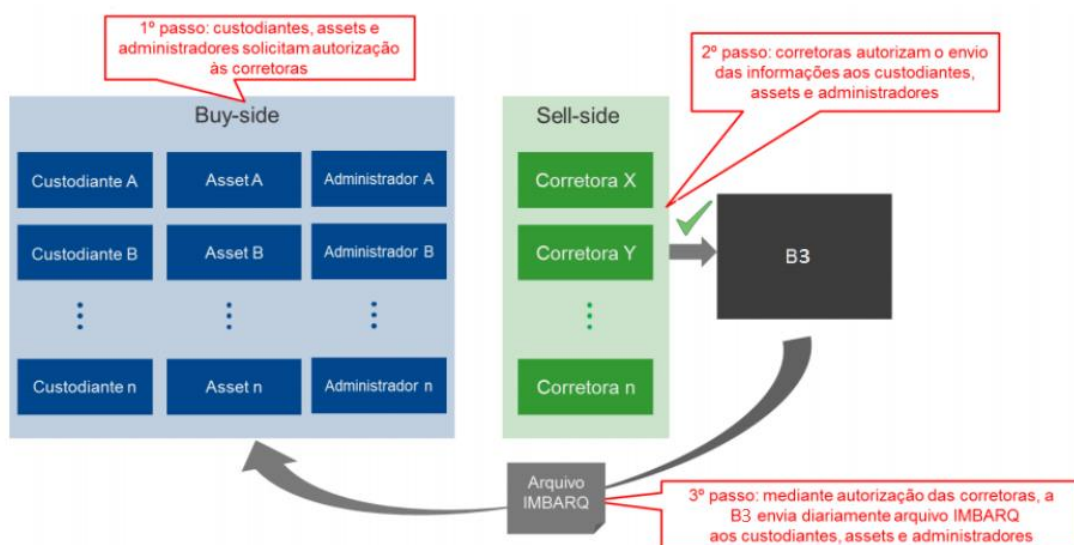 1º passo: custodiantes, assets e
administradores solicitam autorização
às corretoras
2º passo: corretoras autorizam o envio
das informações aos custodiantes,
assets e administradores
Buy-side
Sell-side
Custodiante A
Asset A
Administrador A
Corretora X
Custodiante B
Asset B
Administrador B
Corretora Y
B3
Custodiante n
Asset n
Administrador n
Corretora n
Arquivo
IMBARQ
3º passo: mediante autorização das corretoras, a
B3 envia diariamente arquivo IMBARQ
aos custodiantes, assets e administradores